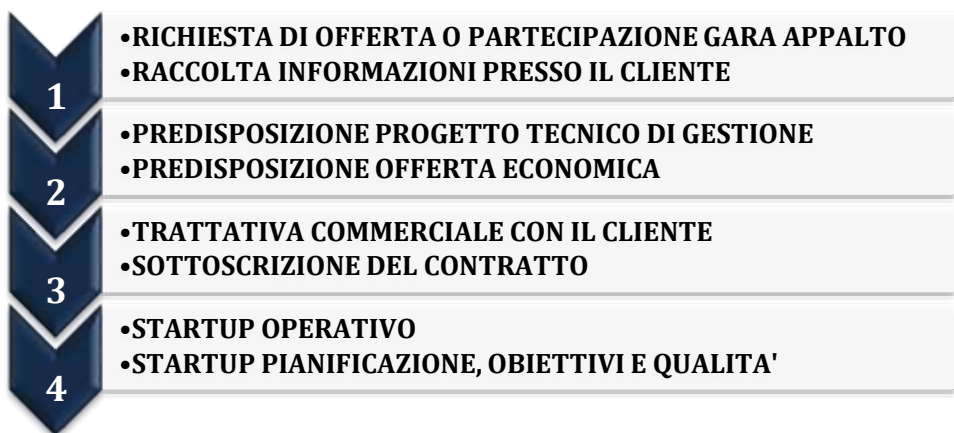 •RICHIESTA DI OFFERTA O PARTECIPAZIONE GARA APPALTO
•RACCOLTA INFORMAZIONI PRESSO IL CLIENTE
1
•PREDISPOSIZIONE PROGETTO TECNICO DI GESTIONE
•PREDISPOSIZIONE OFFERTA ECONOMICA
2
•TRATTATIVA COMMERCIALE CON IL CLIENTE
•SOTTOSCRIZIONE DEL CONTRATTO
3
•STARTUP OPERATIVO
•STARTUP PIANIFICAZIONE, OBIETTIVI E QUALITA'
4